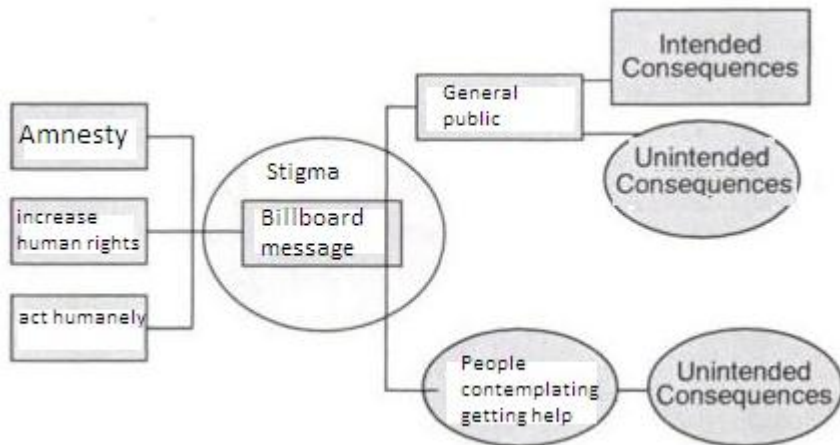 Amnesty
increase
human rights
act humanely
Stigma
Billboard
message
General
public
Intended
Consequences
Unintended
Consequences
People
contemplating
getting help
Unintended
Consequences